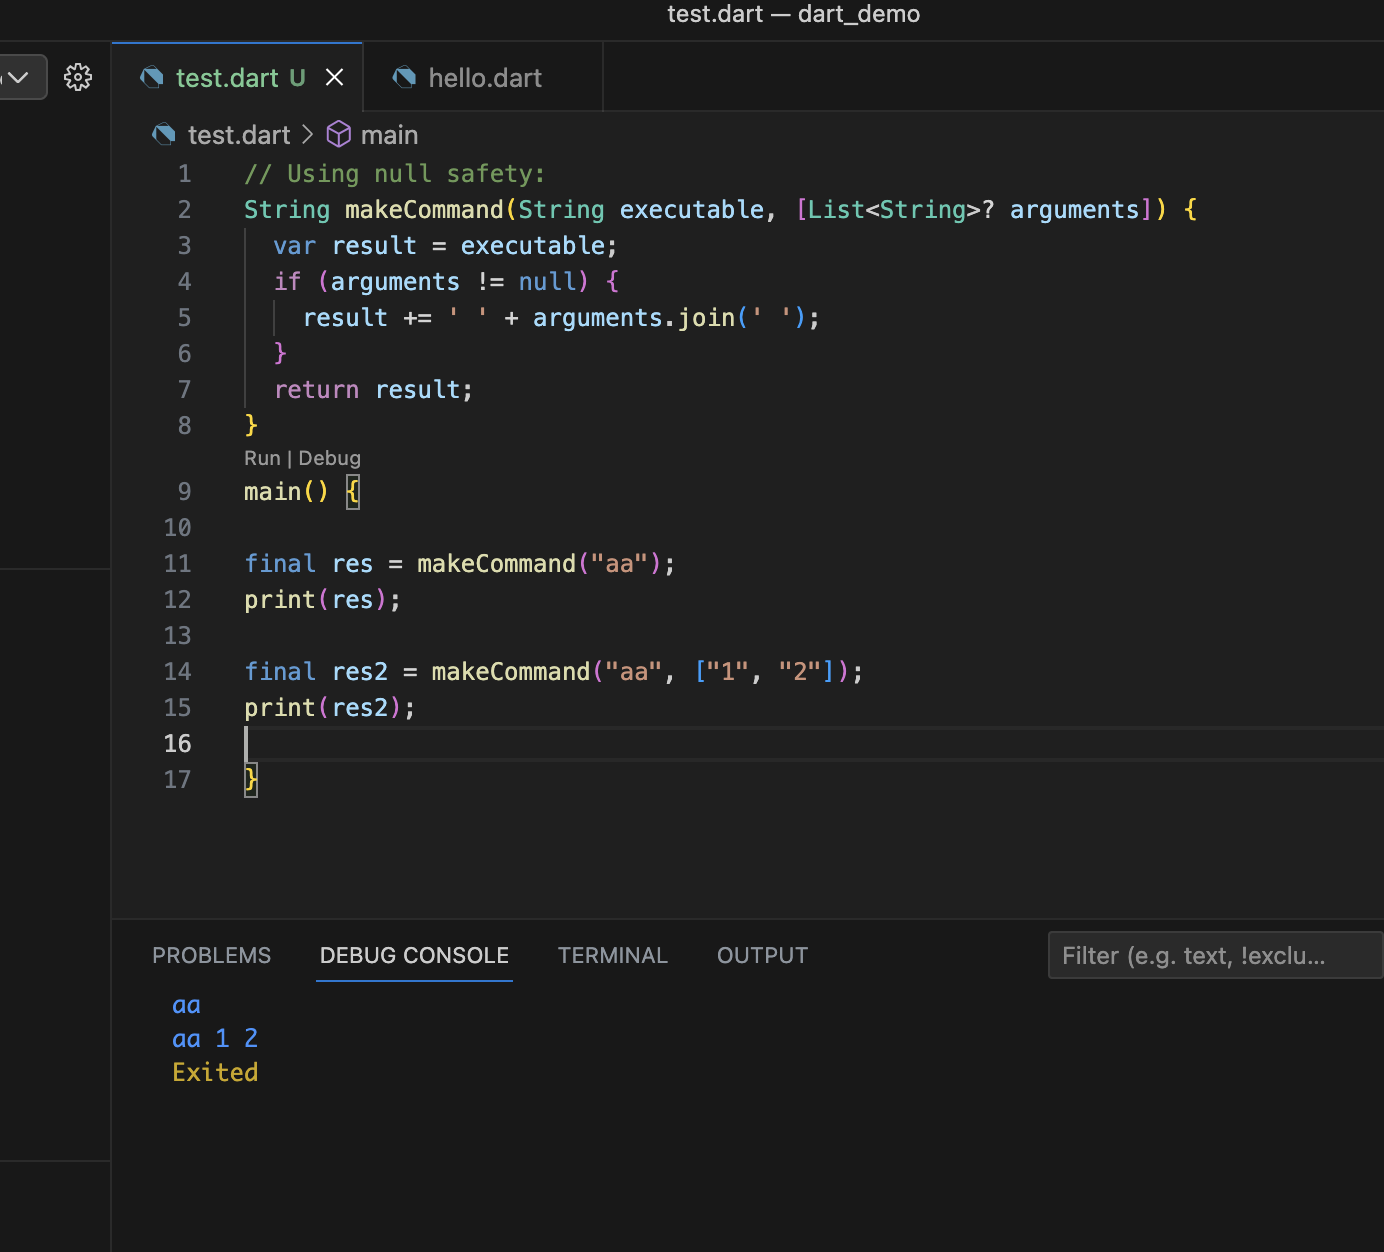 test.dart — dart_demo
test.dart U hello.dart
test.dart main
1 // Using null safety:
2 String makeCommand(String executable, [List<String>? arguments]) {
3   var result = executable;
4   if (arguments != null) {
5     result += ' ' + arguments.join(' ');
6   }
7   return result;
8 }
Run | Debug
9 main() {
10
11 final res = makeCommand("aa");
12 print(res);
13
14 final res2 = makeCommand("aa", ["1", "2"]);
15 print(res2);
16
17 }
PROBLEMS DEBUG CONSOLE TERMINAL OUTPUT Filter (e.g. text, !exclu...
aa
aa 1 2
Exited